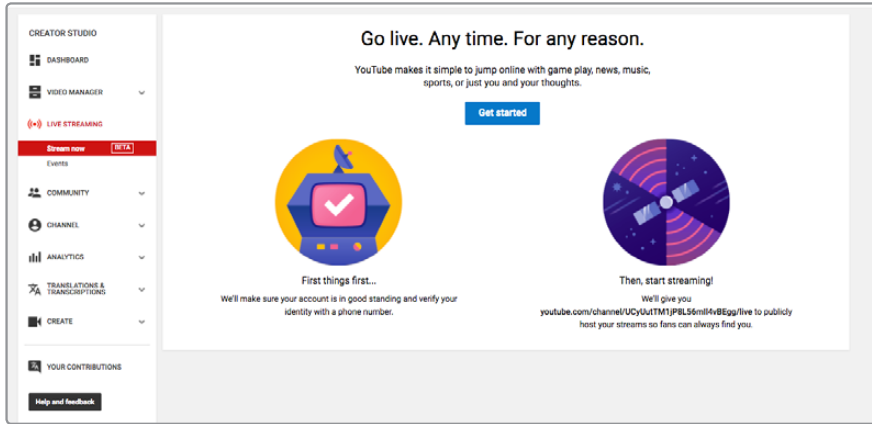 CREATOR STUDIO
DASHBOARD
VIDEO MANAGER
LIVE STREAMING
Stream now BETA
Events
COMMUNITY
CHANNEL
ANALYTICS
TRANSLATIONS &
TRANSCRIPTIONS
CREATE
YOUR CONTRIBUTIONS
Help and feedback
Go live. Any time. For any reason.
YouTube makes it simple to jump online with game play, news, music,
sports, or just you and your thoughts.
Get started
First things first...
We'll make sure your account is in good standing and verify your
identity with a phone number.
Then, start streaming!
We'll give you
youtube.com/channel/UCyUutTM1jP8L56mll4vBEgg/live to publicly
host your streams so fans can always find you.